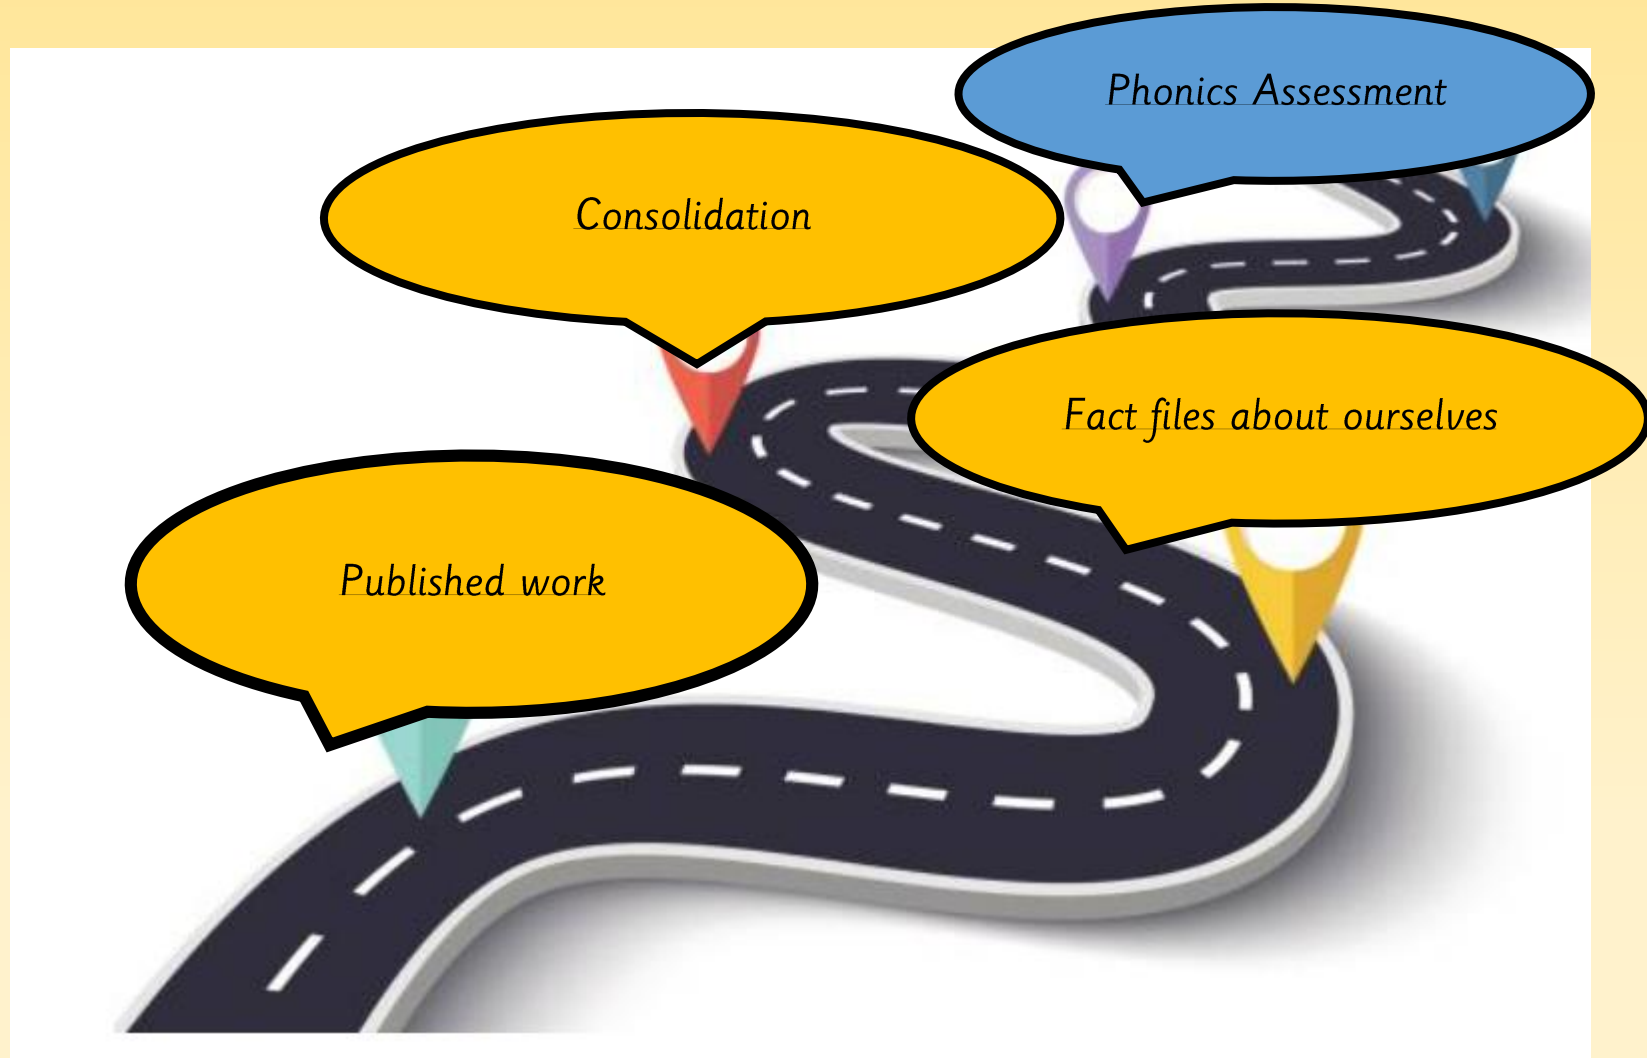 Phonics Assessment
Consolidation
Fact files about ourselves
Published work